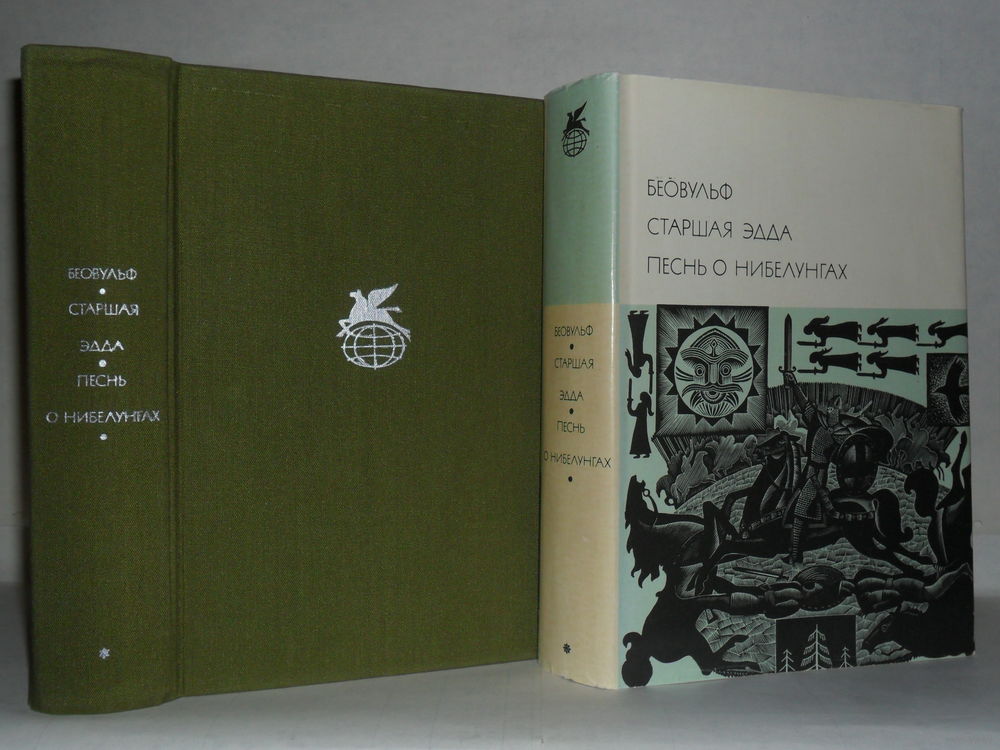 БЕОВУЛЬФ
•
СТАРШАЯ
ЭДДА
•
ПЕСНЬ
О НИБЕЛУНГАХ
•
*
БЕОВУЛЬФ
•
СТАРШАЯ
ЭДДА
•
ПЕСНЬ
О НИБЕЛУНГАХ
•
*
БЕОВУЛЬФ
СТАРШАЯ ЭДДА
ПЕСНЬ О НИБЕЛУНГАХ